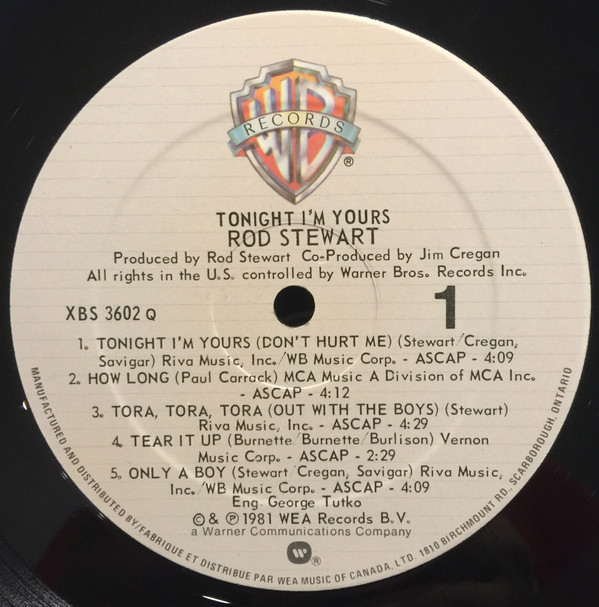 WB
RECORDS
®
TONIGHT I'M YOURS
ROD STEWART
Produced by Rod Stewart Co-Produced by Jim Cregan
All rights in the U.S. controlled by Warner Bros. Records Inc.
XBS 3602 Q
1
1. TONIGHT I'M YOURS (DON'T HURT ME) (Stewart/Cregan,
Savigar) Riva Music, Inc./WB Music Corp. - ASCAP - 4:09
2. HOW LONG (Paul Carrack) MCA Music A Division of MCA Inc.
- ASCAP - 4:12
3. TORA, TORA, TORA (OUT WITH THE BOYS) (Stewart)
Riva Music, Inc. - ASCAP - 4:29
4. TEAR IT UP (Burnette/Burnette/Burlison) Vernon
Music Corp. - ASCAP - 2:29
5. ONLY A BOY (Stewart/Cregan, Savigar) Riva Music,
Inc./WB Music Corp. - ASCAP - 4:09
Eng. George Tutko
© & ℗ 1981 WEA Records B.V.
a Warner Communications Company
W ®
MANUFACTURED AND DISTRIBUTED BY/FABRIQUE ET DISTRIBUE PAR WEA MUSIC OF CANADA, LTD. 1810 BIRCHMOUNT RD., SCARBOROUGH, ONTARIO